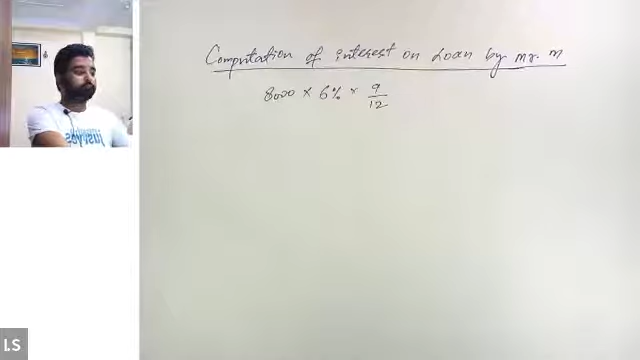 Computation of interest on Loan by Mr. M
8000 × 6% × 9/12
I.S